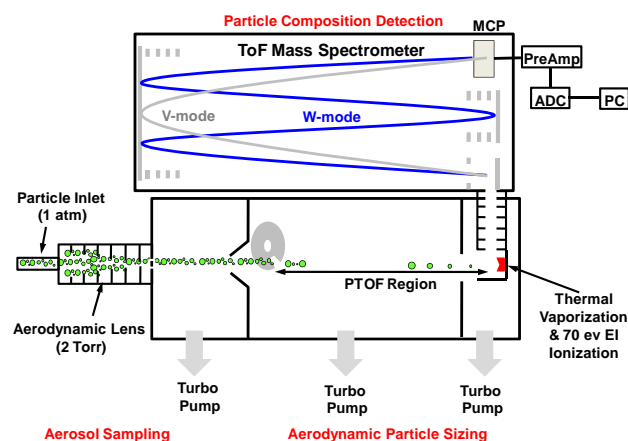 Particle Composition Detection
MCP
ToF Mass Spectrometer
PreAmp
ADC
PC
V-mode
W-mode
Particle Inlet
(1 atm)
PTOF Region
Aerodynamic Lens
(2 Torr)
Thermal
Vaporization
& 70 ev EI
Ionization
Turbo
Pump
Turbo
Pump
Turbo
Pump
Aerosol Sampling
Aerodynamic Particle Sizing